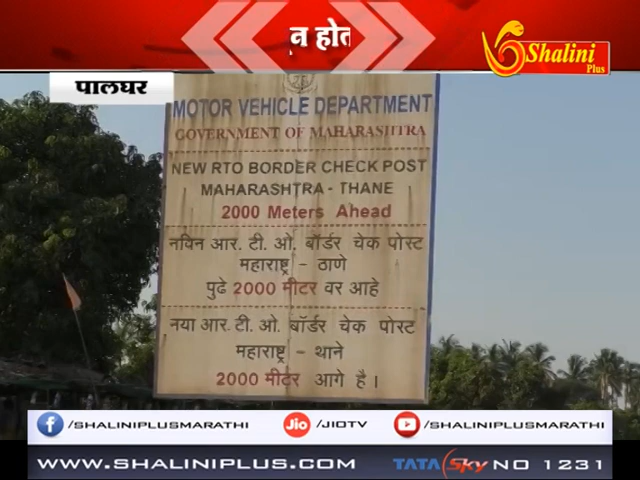 न होत
Shalini
Plus
पालघर
MOTOR VEHICLE DEPARTMENT
GOVERNMENT OF MAHARASHTRA
NEW RTO BORDER CHECK POST
MAHARASHTRA - THANE
2000 Meters Ahead
नविन आर. टी. ओ. बॉर्डर चेक पोस्ट
महाराष्ट्र - ठाणे
पुढे 2000 मीटर वर आहे
नया आर. टी. ओ. बॉर्डर चेक पोस्ट
महाराष्ट्र - थाने
2000 मीटर आगे है।
/SHALINIPLUSMARATHI Jio /JIOTV /SHALINIPLUSMARATHI
WWW.SHALINIPLUS.COM TATA Sky NO 1231